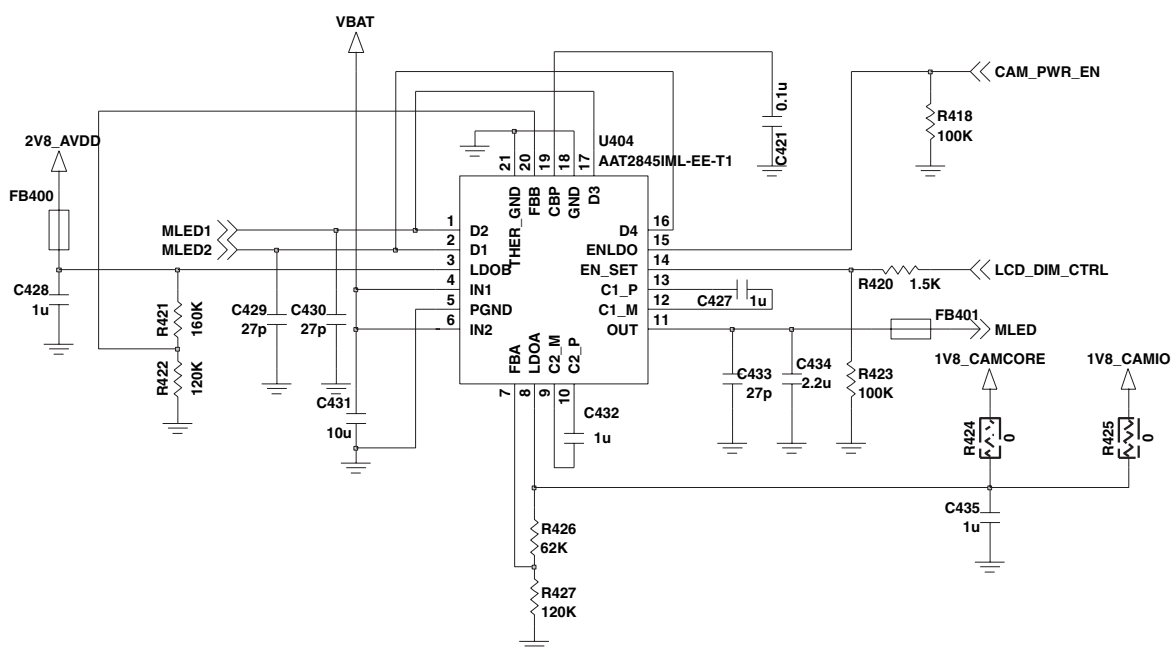 VBAT
CAM_PWR_EN
0.1u
C421
R418
100K
2V8_AVDD
U404
AAT2845IML-EE-T1
21
20
19
18
17
THER_GND
FBB
CBP
GND
D3
FB400
MLED1
MLED2
1
2
3
4
5
6
D2
D1
LDOB
IN1
PGND
IN2
D4
ENLDO
EN_SET
C1_P
C1_M
OUT
16
15
14
13
12
11
LCD_DIM_CTRL
R420
1.5K
C427
1u
C428
1u
R421
160K
C429
27p
C430
27p
FB401
MLED
R422
120K
FBA
LDOA
C2_M
C2_P
7
8
9
10
C433
27p
C434
2.2u
R423
100K
1V8_CAMCORE
1V8_CAMIO
C431
10u
C432
1u
R424
0
R425
0
C435
1u
R426
62K
R427
120K